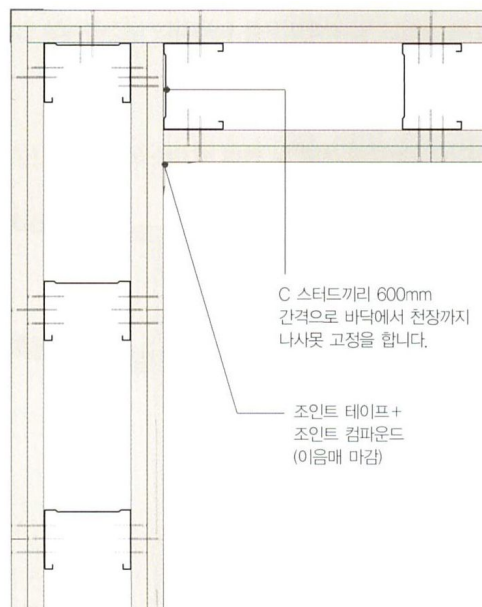 C 스터드끼리 600mm
간격으로 바닥에서 천장까지
나사못 고정을 합니다.
조인트 테이프+
조인트 컴파운드
(이음매 마감)